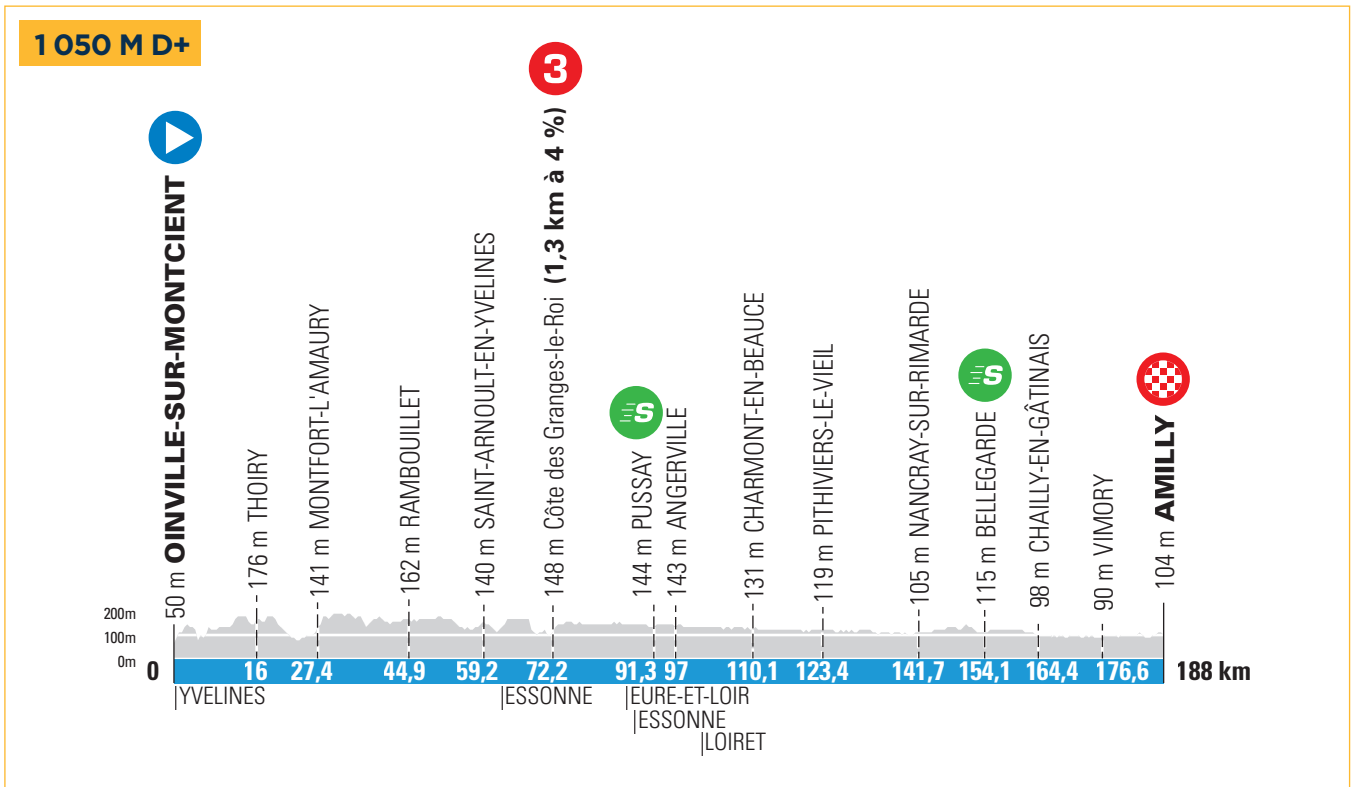 1 050 M D+
50 m OINVILLE-SUR-MONTCIENT
176 m THOIRY
141 m MONTFORT-L'AMAURY
162 m RAMBOUILLET
140 m SAINT-ARNOULT-EN-YVELINES
3
148 m Côte des Granges-le-Roi (1,3 km à 4 %)
S
144 m PUSSAY
143 m ANGERVILLE
131 m CHARMONT-EN-BEAUCE
119 m PITHIVIERS-LE-VIEIL
105 m NANCRAY-SUR-RIMARDE
S
115 m BELLEGARDE
98 m CHAILLY-EN-GÂTINAIS
90 m VIMORY
104 m AMILLY
200m
100m
0m
0 16 27,4 44,9 59,2 72,2 91,3 97 110,1 123,4 141,7 154,1 164,4 176,6 188 km
|YVELINES |ESSONNE |EURE-ET-LOIR
|ESSONNE
|LOIRET